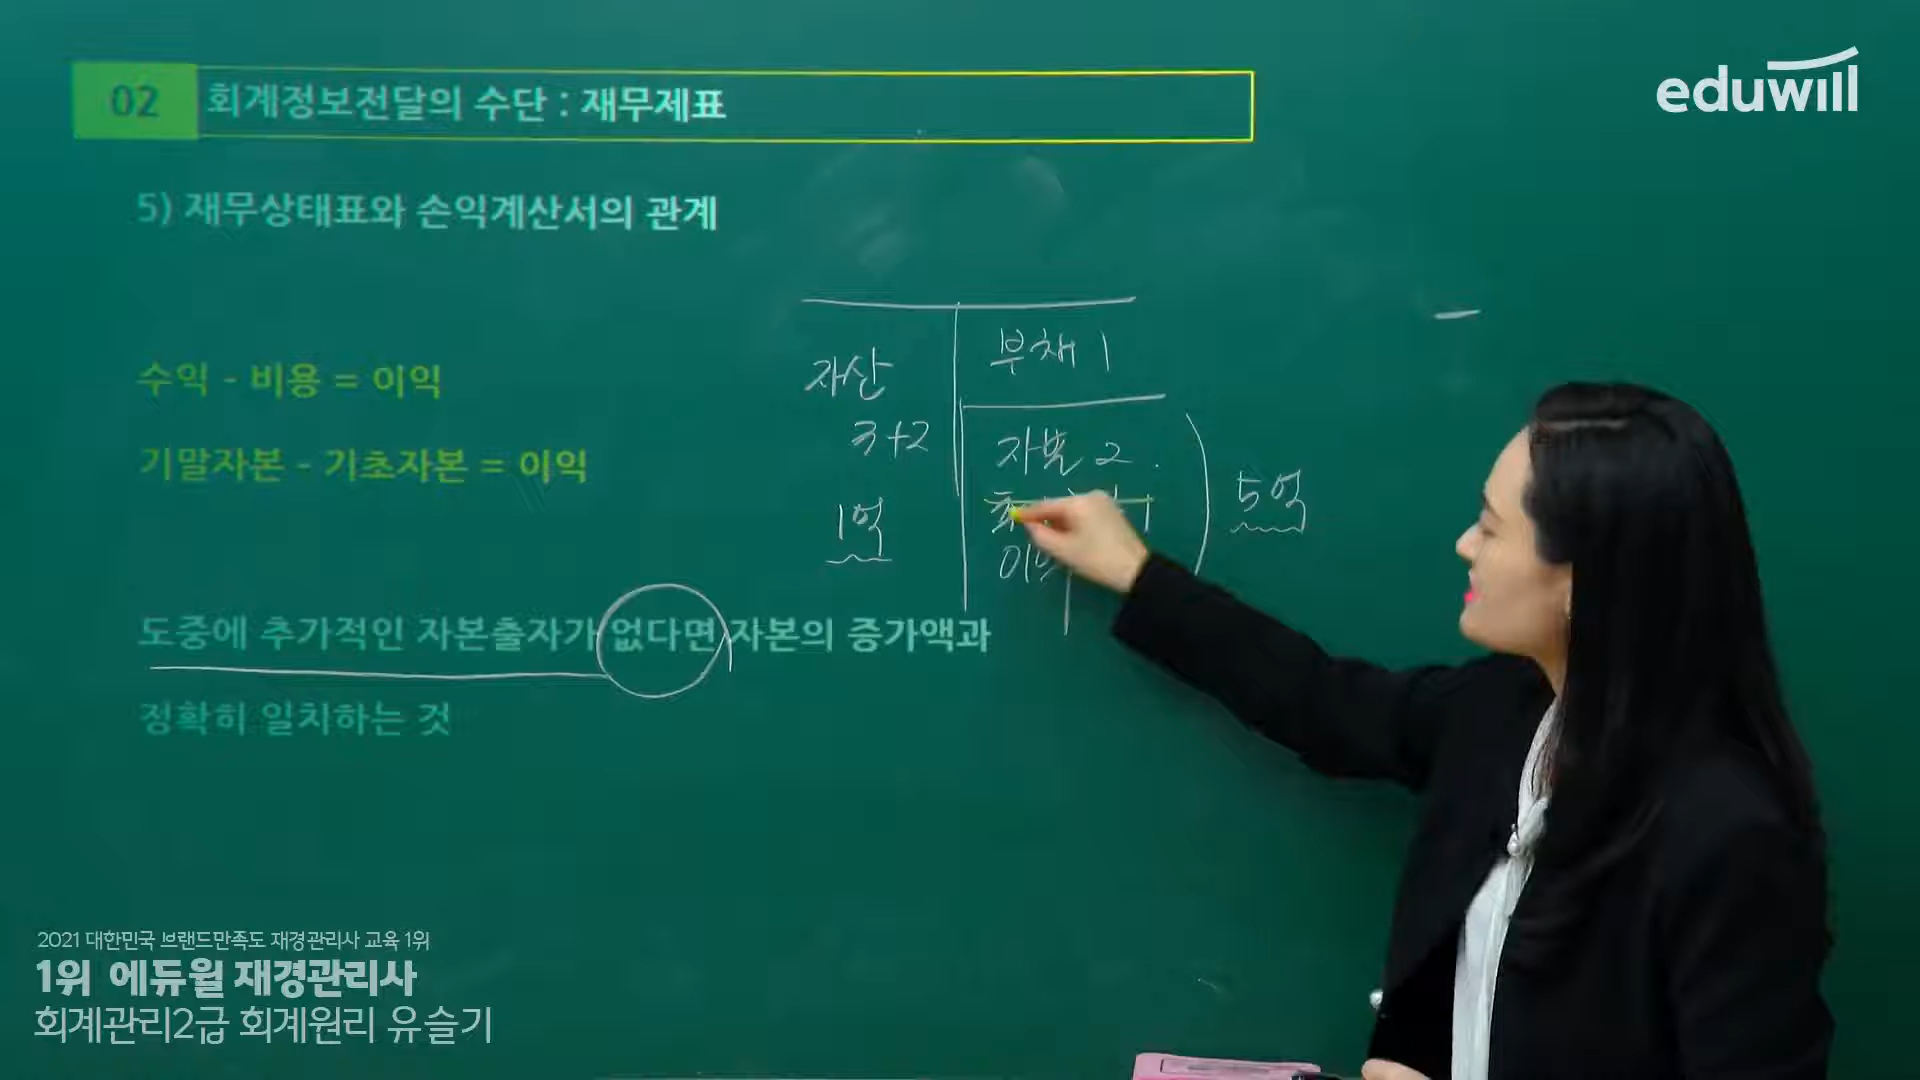 02 회계정보전달의 수단 : 재무제표
eduwill
5) 재무상태표와 손익계산서의 관계
수익 - 비용 = 이익
기말자본 - 기초자본 = 이익
자산
3+2
1억
부채 1
자본 2
이익
5억
도중에 추가적인 자본출자가 없다면 자본의 증가액과
정확히 일치하는 것
2021 대한민국 브랜드만족도 재경관리사 교육 1위
1위 에듀윌 재경관리사
회계관리2급 회계원리 유슬기